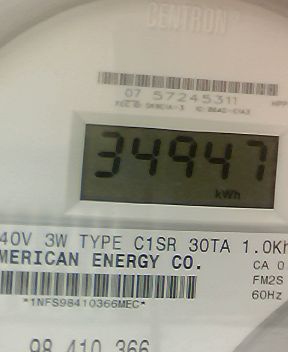 CENTRON®
07 57245311
34947
kWh
40V 3W TYPE C1SR 30TA 1.0Kh
MERICAN ENERGY CO.
CA 0
FM2S
60Hz
*1NFS98410366MEC*
98 410 366